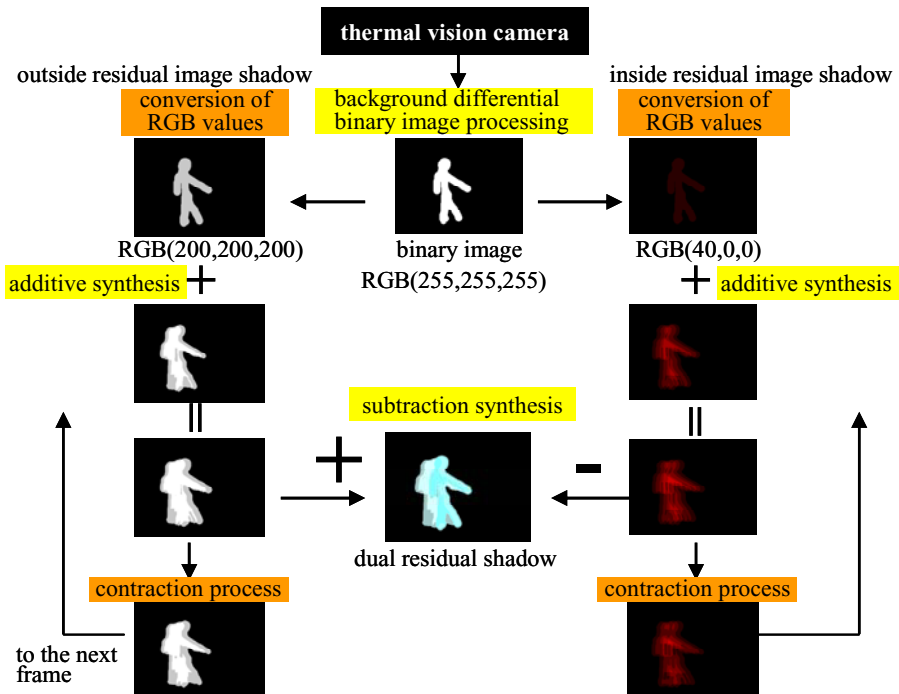 thermal vision camera
outside residual image shadow
inside residual image shadow
conversion of
RGB values
background differential
binary image processing
conversion of
RGB values
RGB(200,200,200)
binary image
RGB(255,255,255)
RGB(40,0,0)
additive synthesis
+
+
additive synthesis
=
subtraction synthesis
=
+
-
dual residual shadow
contraction process
contraction process
to the next
frame